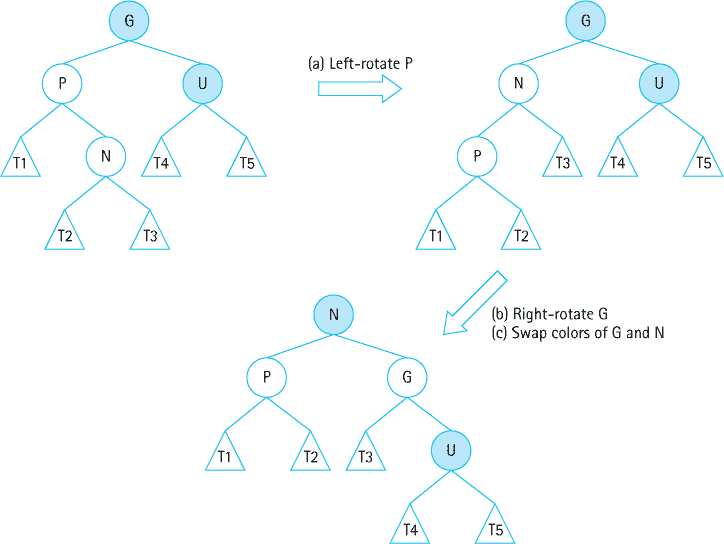 G
(a) Left-rotate P
P
U
T1
N
T4
T5
T2
T3
G
N
U
P
T3
T4
T5
T1
T2
(b) Right-rotate G
(c) Swap colors of G and N
N
P
G
T1
T2
T3
U
T4
T5